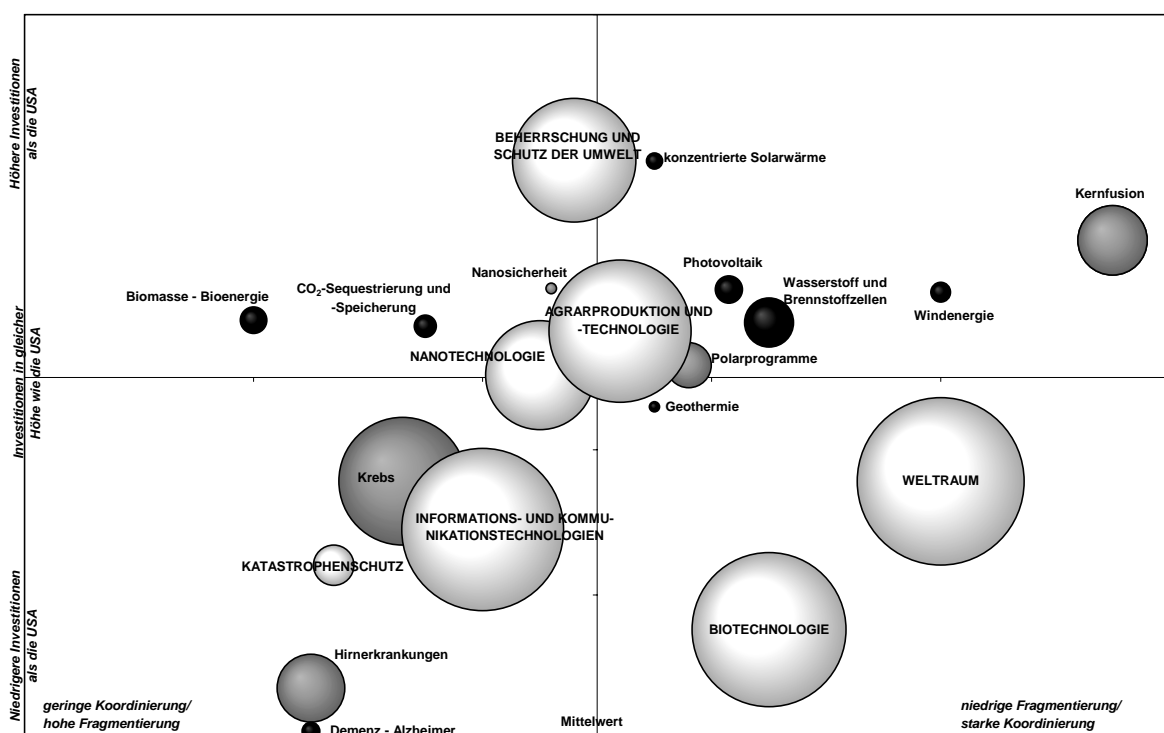 Höhere Investitionen
als die USA
Investitionen in gleicher
Höhe wie die USA
Niedrigere Investitionen
als die USA
BEHERRSCHUNG UND
SCHUTZ DER UMWELT
konzentrierte Solarwärme
Kernfusion
Nanosicherheit
Photovoltaik
Biomasse - Bioenergie
CO₂-Sequestrierung und
-Speicherung
Wasserstoff und
Brennstoffzellen
Windenergie
AGRARPRODUKTION UND
-TECHNOLOGIE
NANOTECHNOLOGIE
Polarprogramme
Geothermie
Krebs
WELTRAUM
INFORMATIONS- UND KOMMU-
NIKATIONSTECHNOLOGIEN
KATASTROPHENSCHUTZ
BIOTECHNOLOGIE
Hirnerkrankungen
geringe Koordinierung/
hohe Fragmentierung
Demenz - Alzheimer
Mittelwert
niedrige Fragmentierung/
starke Koordinierung